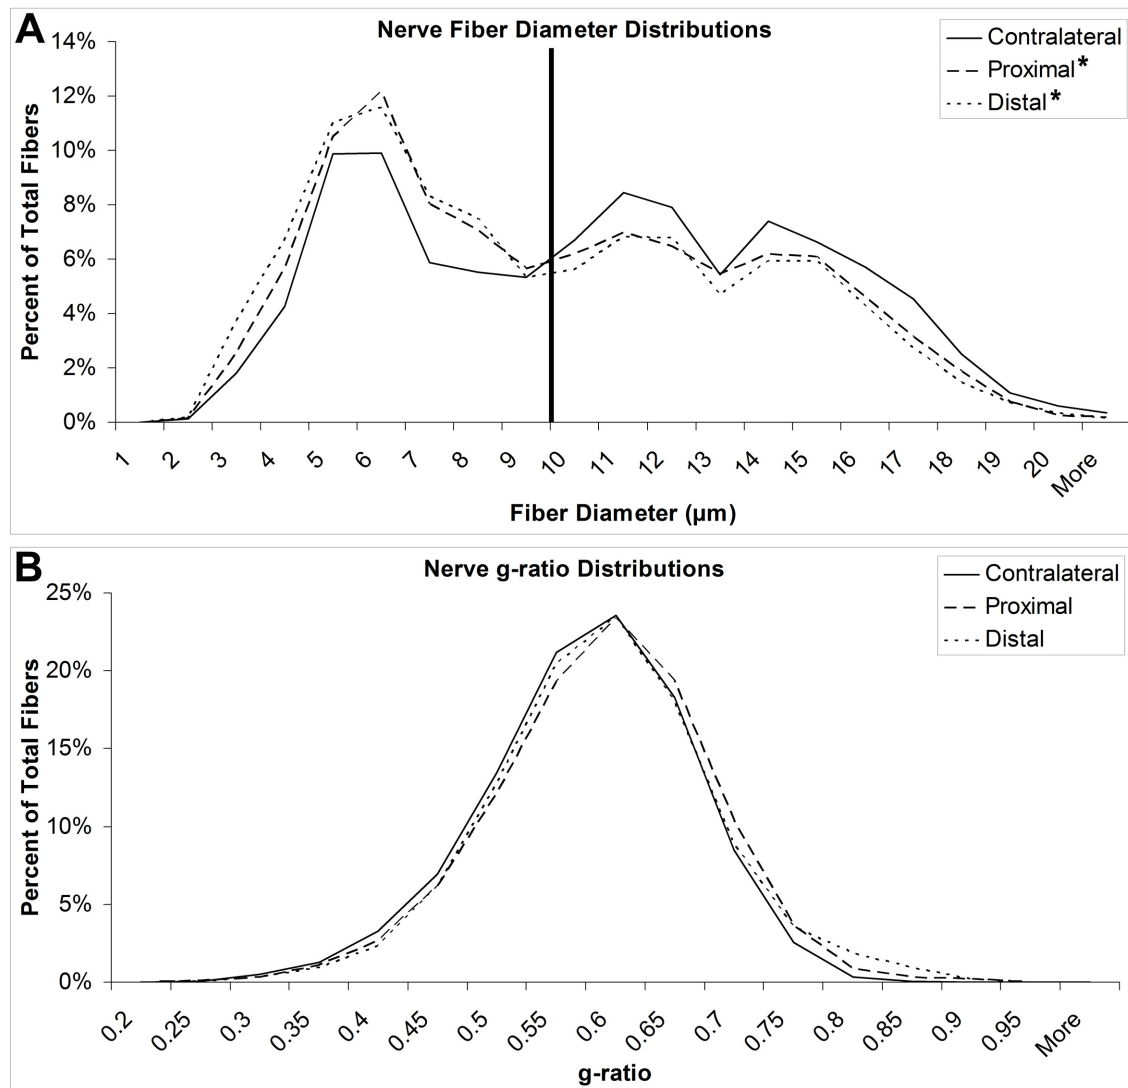 A
Nerve Fiber Diameter Distributions
Contralateral
Proximal*
Distal*
Percent of Total Fibers
14%
12%
10%
8%
6%
4%
2%
0%
1 2 3 4 5 6 7 8 9 10 11 12 13 14 15 16 17 18 19 20 More
Fiber Diameter (µm)
B
Nerve g-ratio Distributions
Contralateral
Proximal
Distal
Percent of Total Fibers
25%
20%
15%
10%
5%
0%
0.2 0.25 0.3 0.35 0.4 0.45 0.5 0.55 0.6 0.65 0.7 0.75 0.8 0.85 0.9 0.95 More
g-ratio